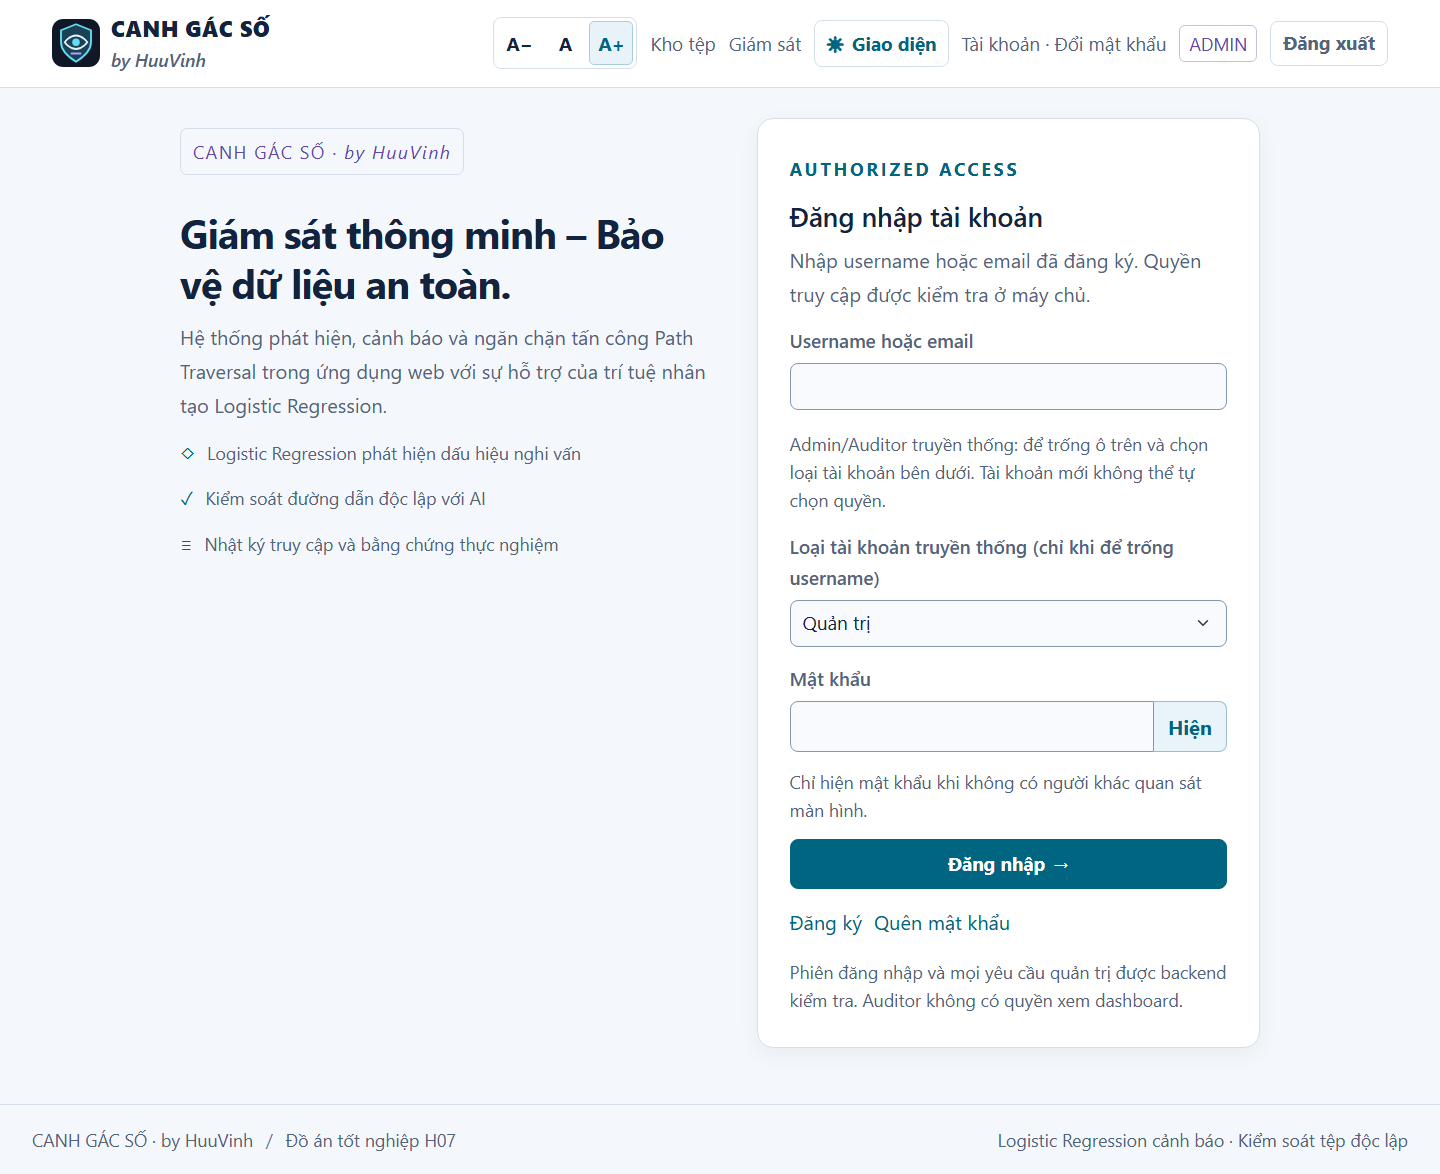 CANH GÁC SỐ
by HuuVinh
A− A A+ Kho tệp Giám sát Giao diện Tài khoản · Đổi mật khẩu ADMIN Đăng xuất
CANH GÁC SỐ · by HuuVinh
Giám sát thông minh – Bảo
vệ dữ liệu an toàn.
Hệ thống phát hiện, cảnh báo và ngăn chặn tấn công Path
Traversal trong ứng dụng web với sự hỗ trợ của trí tuệ nhân
tạo Logistic Regression.
◇ Logistic Regression phát hiện dấu hiệu nghi vấn
✓ Kiểm soát đường dẫn độc lập với AI
≡ Nhật ký truy cập và bằng chứng thực nghiệm
AUTHORIZED ACCESS
Đăng nhập tài khoản
Nhập username hoặc email đã đăng ký. Quyền
truy cập được kiểm tra ở máy chủ.
Username hoặc email
Admin/Auditor truyền thống: để trống ô trên và chọn
loại tài khoản bên dưới. Tài khoản mới không thể tự
chọn quyền.
Loại tài khoản truyền thống (chỉ khi để trống
username)
Quản trị
Mật khẩu
Hiện
Chỉ hiện mật khẩu khi không có người khác quan sát
màn hình.
Đăng nhập →
Đăng ký Quên mật khẩu
Phiên đăng nhập và mọi yêu cầu quản trị được backend
kiểm tra. Auditor không có quyền xem dashboard.
CANH GÁC SỐ · by HuuVinh / Đồ án tốt nghiệp H07
Logistic Regression cảnh báo · Kiểm soát tệp độc lập